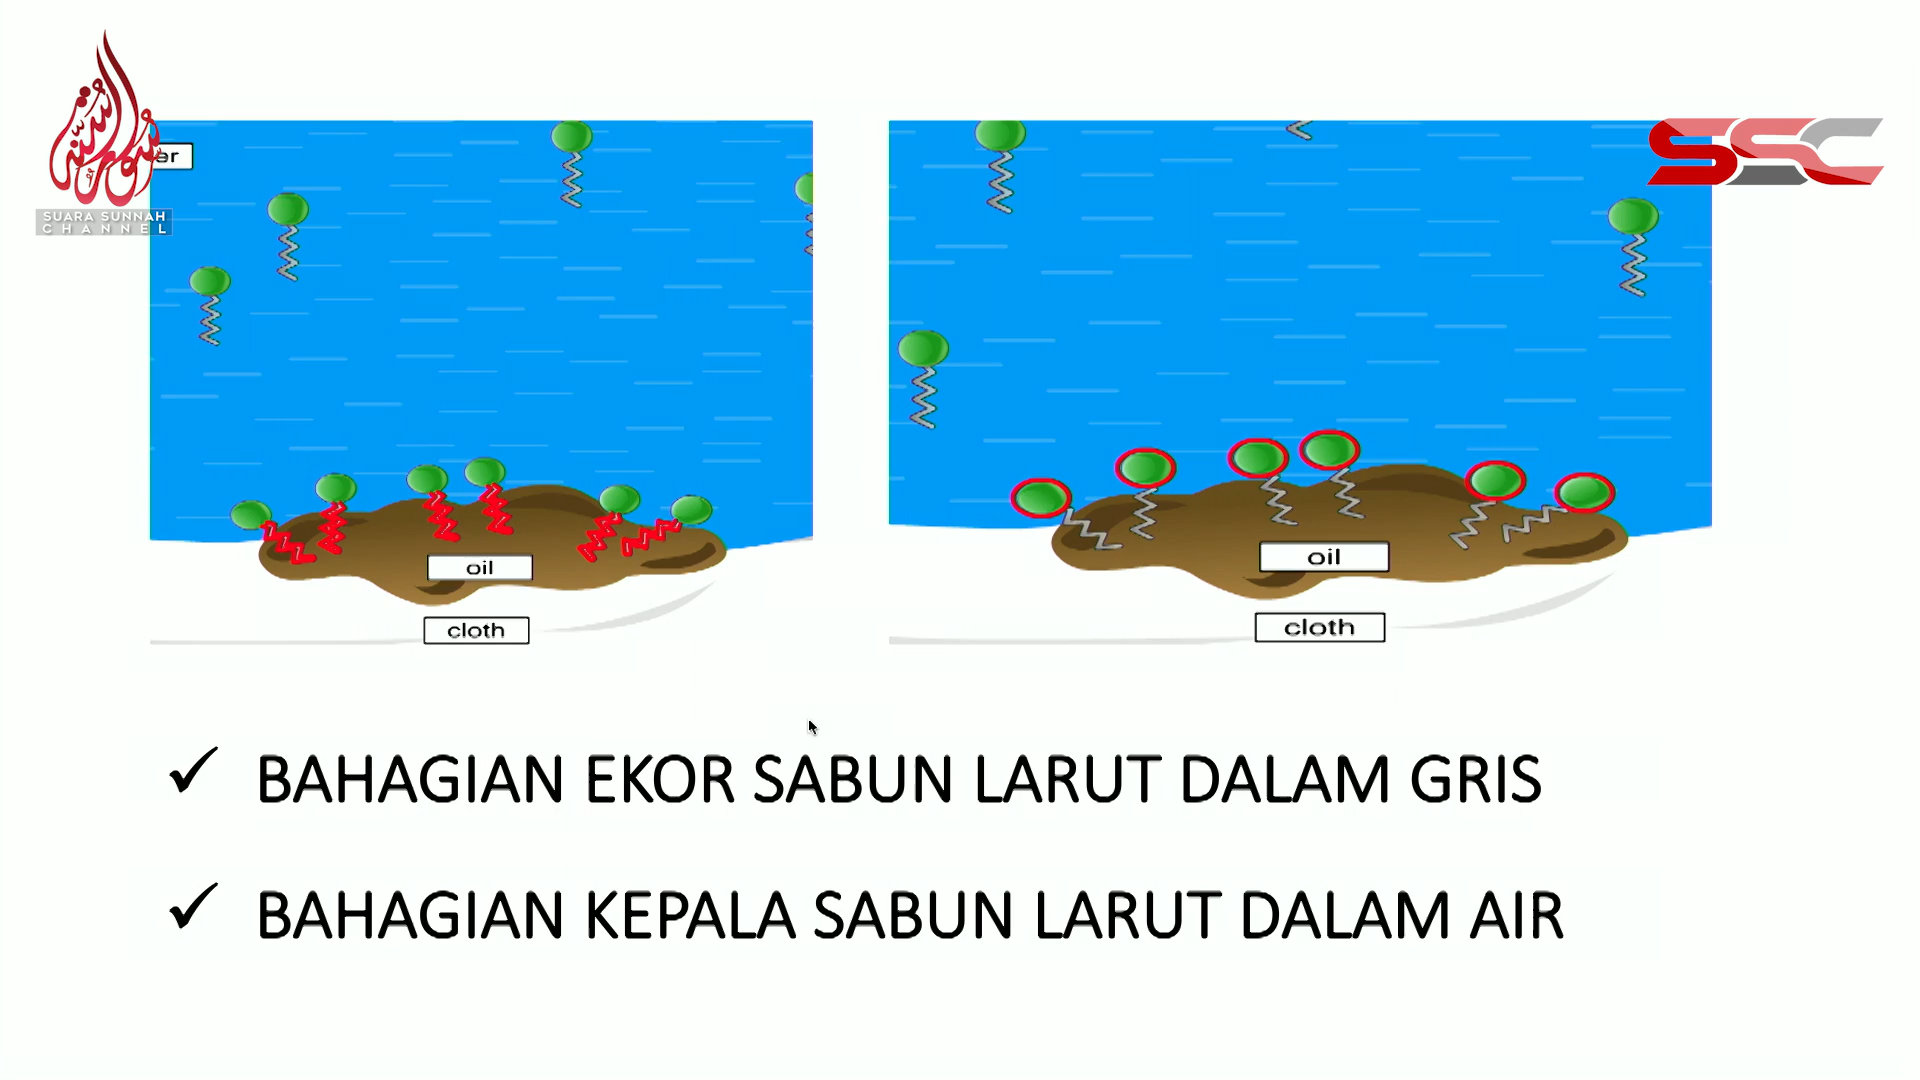 er
SUARA SUNNAH
CHANNEL
SSC
oil
cloth
oil
cloth
✓ BAHAGIAN EKOR SABUN LARUT DALAM GRIS
✓ BAHAGIAN KEPALA SABUN LARUT DALAM AIR